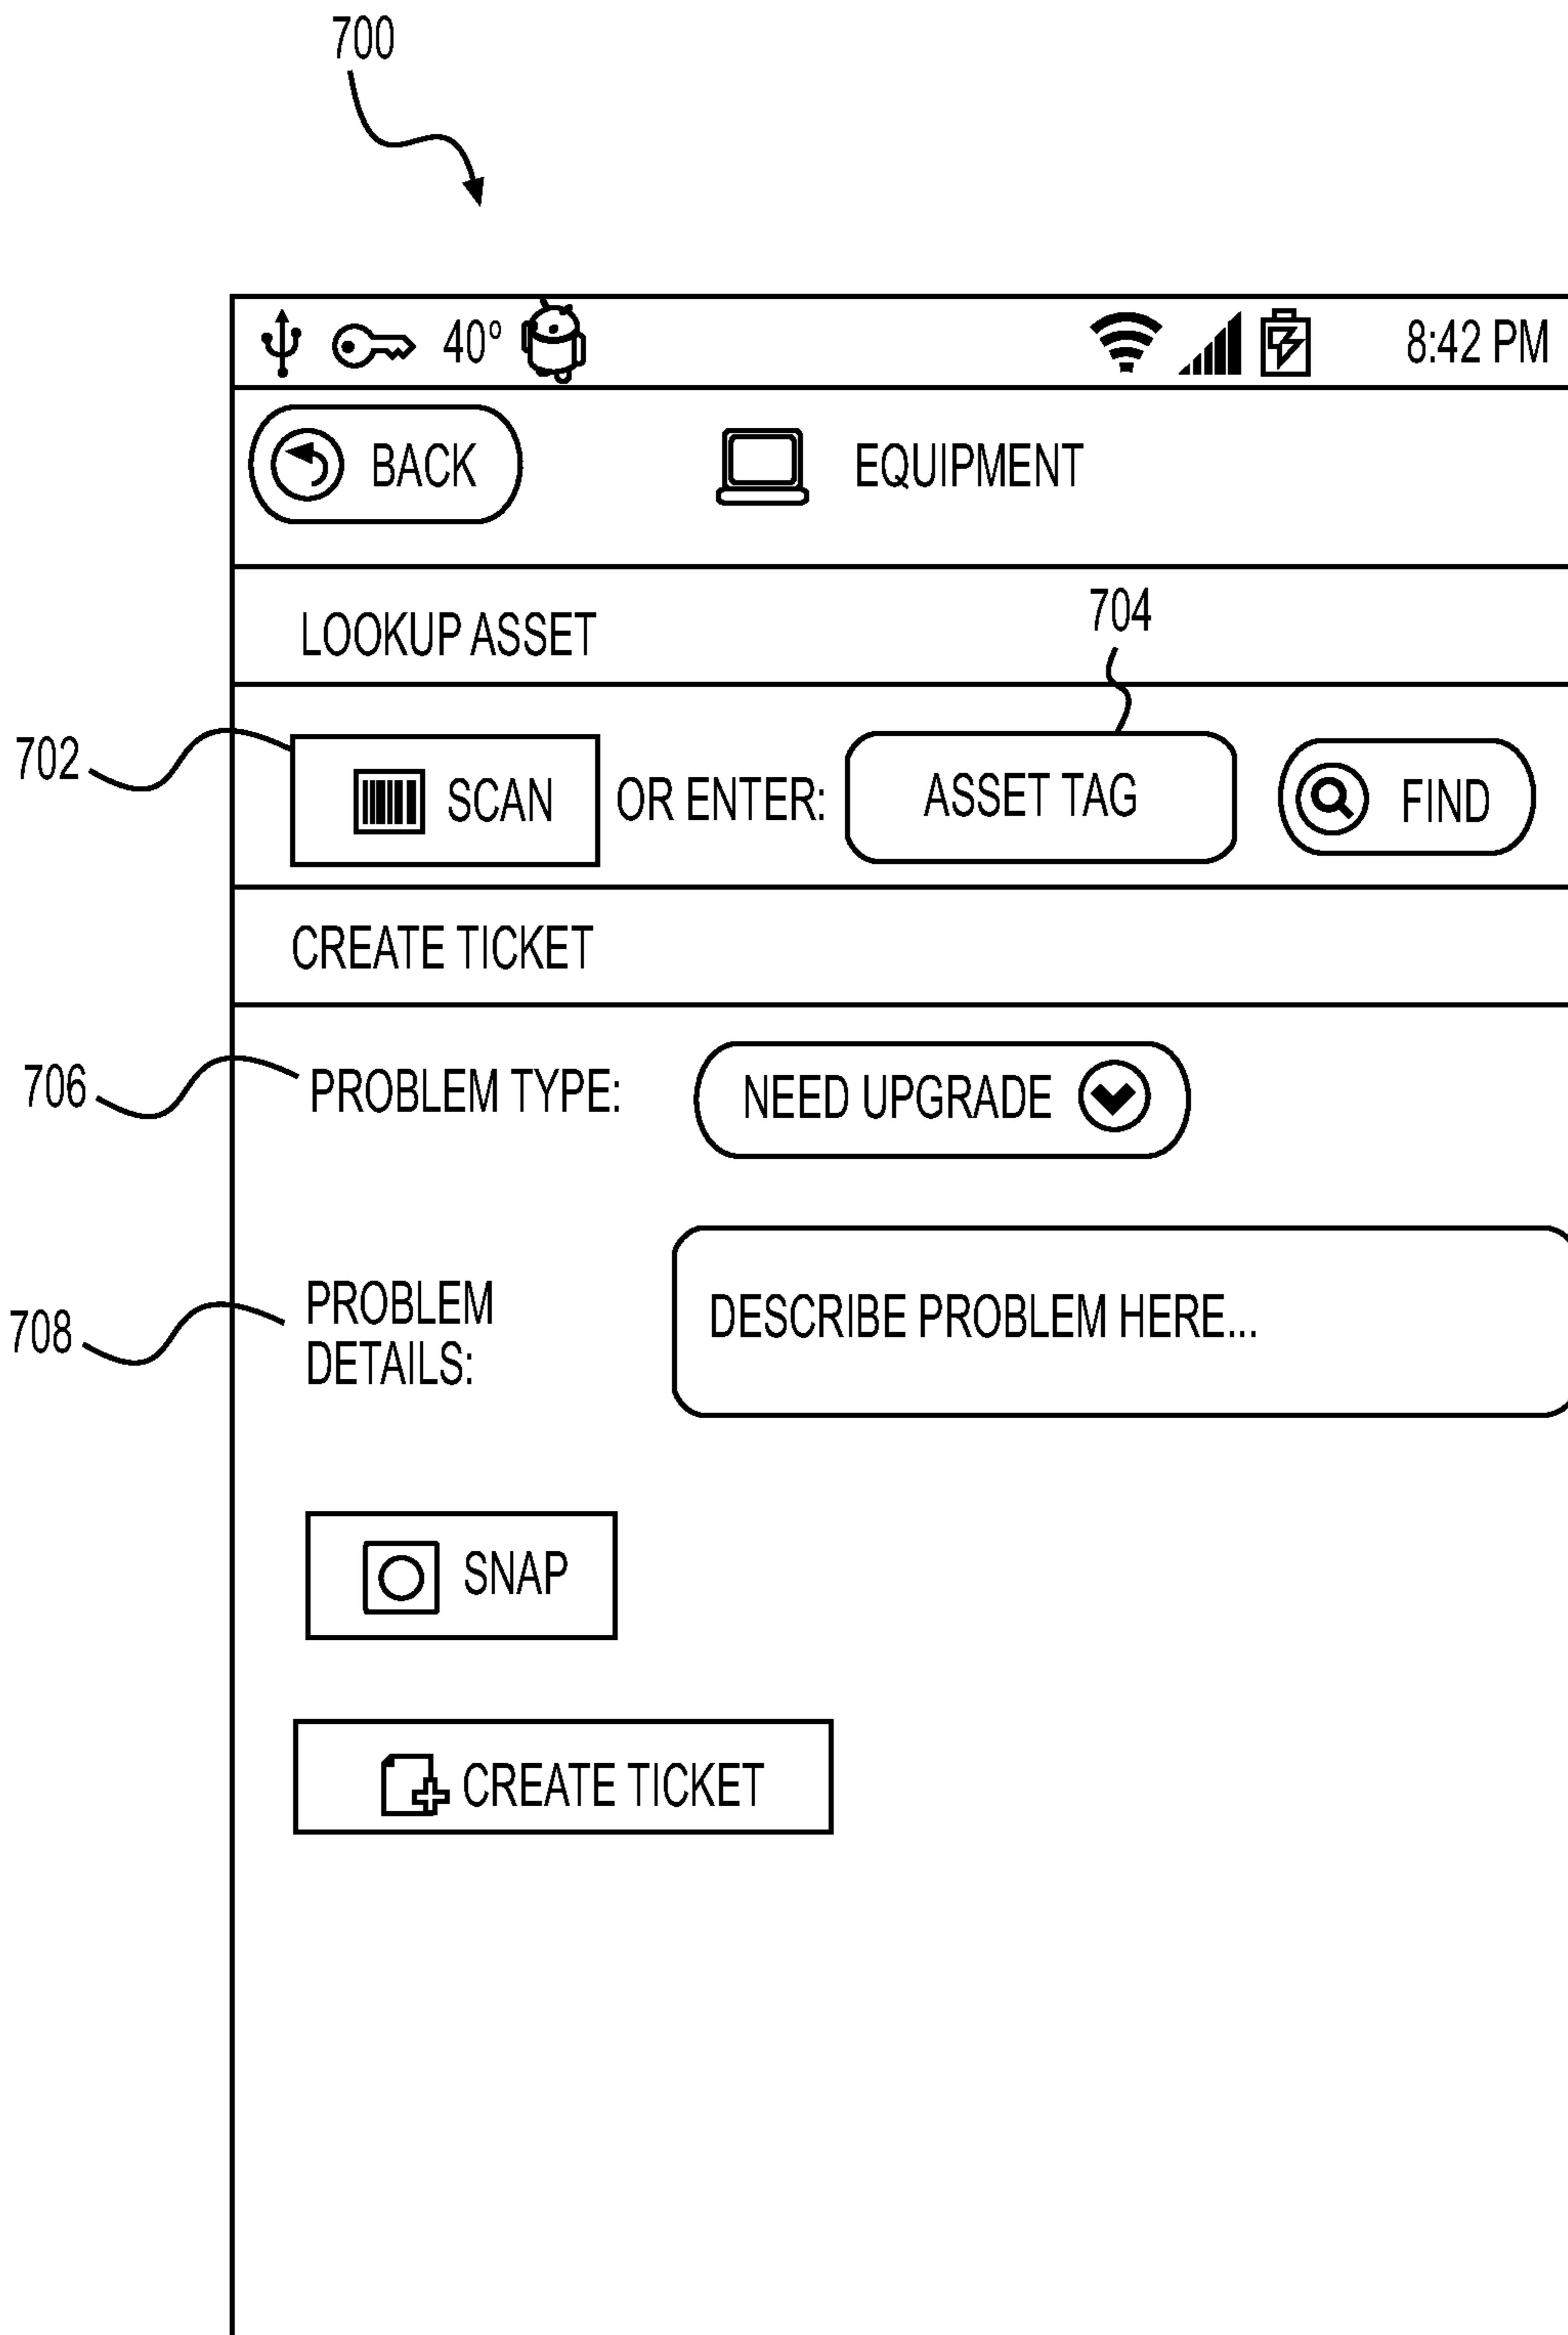 700
40° 8:42 PM
BACK EQUIPMENT
LOOKUP ASSET
704
702
SCAN OR ENTER: ASSET TAG FIND
CREATE TICKET
706
PROBLEM TYPE: NEED UPGRADE
708
PROBLEM
DETAILS:
DESCRIBE PROBLEM HERE...
SNAP
CREATE TICKET